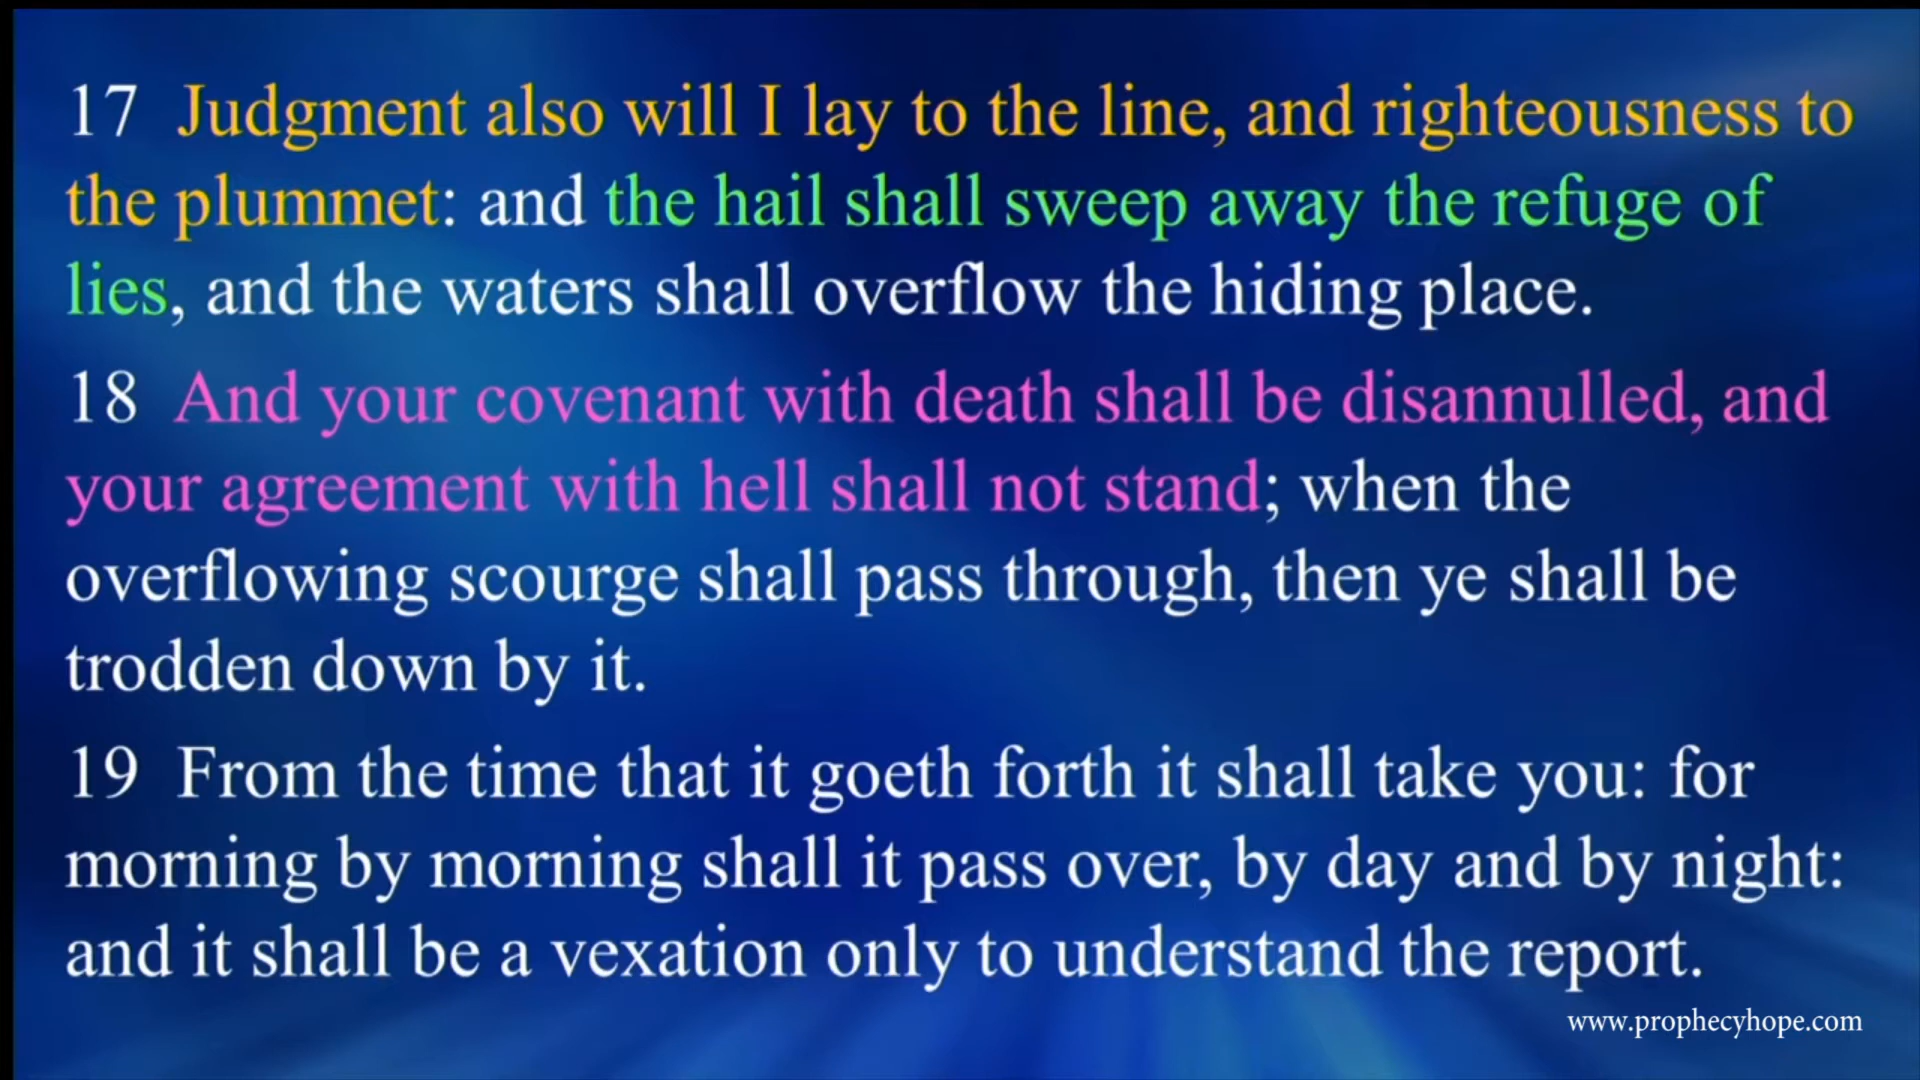 17 Judgment also will I lay to the line, and righteousness to
the plummet: and the hail shall sweep away the refuge of
lies, and the waters shall overflow the hiding place.
18 And your covenant with death shall be disannulled, and
your agreement with hell shall not stand; when the
overflowing scourge shall pass through, then ye shall be
trodden down by it.
19 From the time that it goeth forth it shall take you: for
morning by morning shall it pass over, by day and by night:
and it shall be a vexation only to understand the report.
www.prophecyhope.com